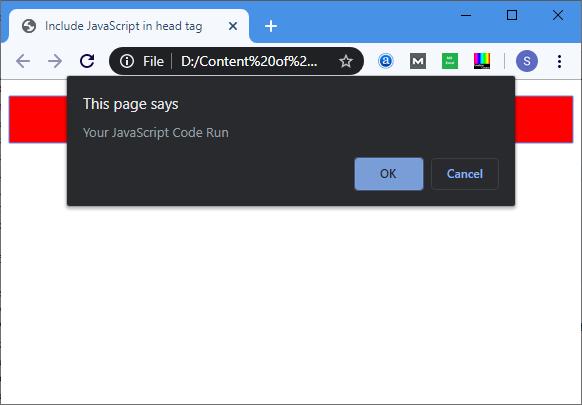 Include JavaScript in head tag
File D:/Content%20of%2...
S
This page says
Your JavaScript Code Run
OK Cancel